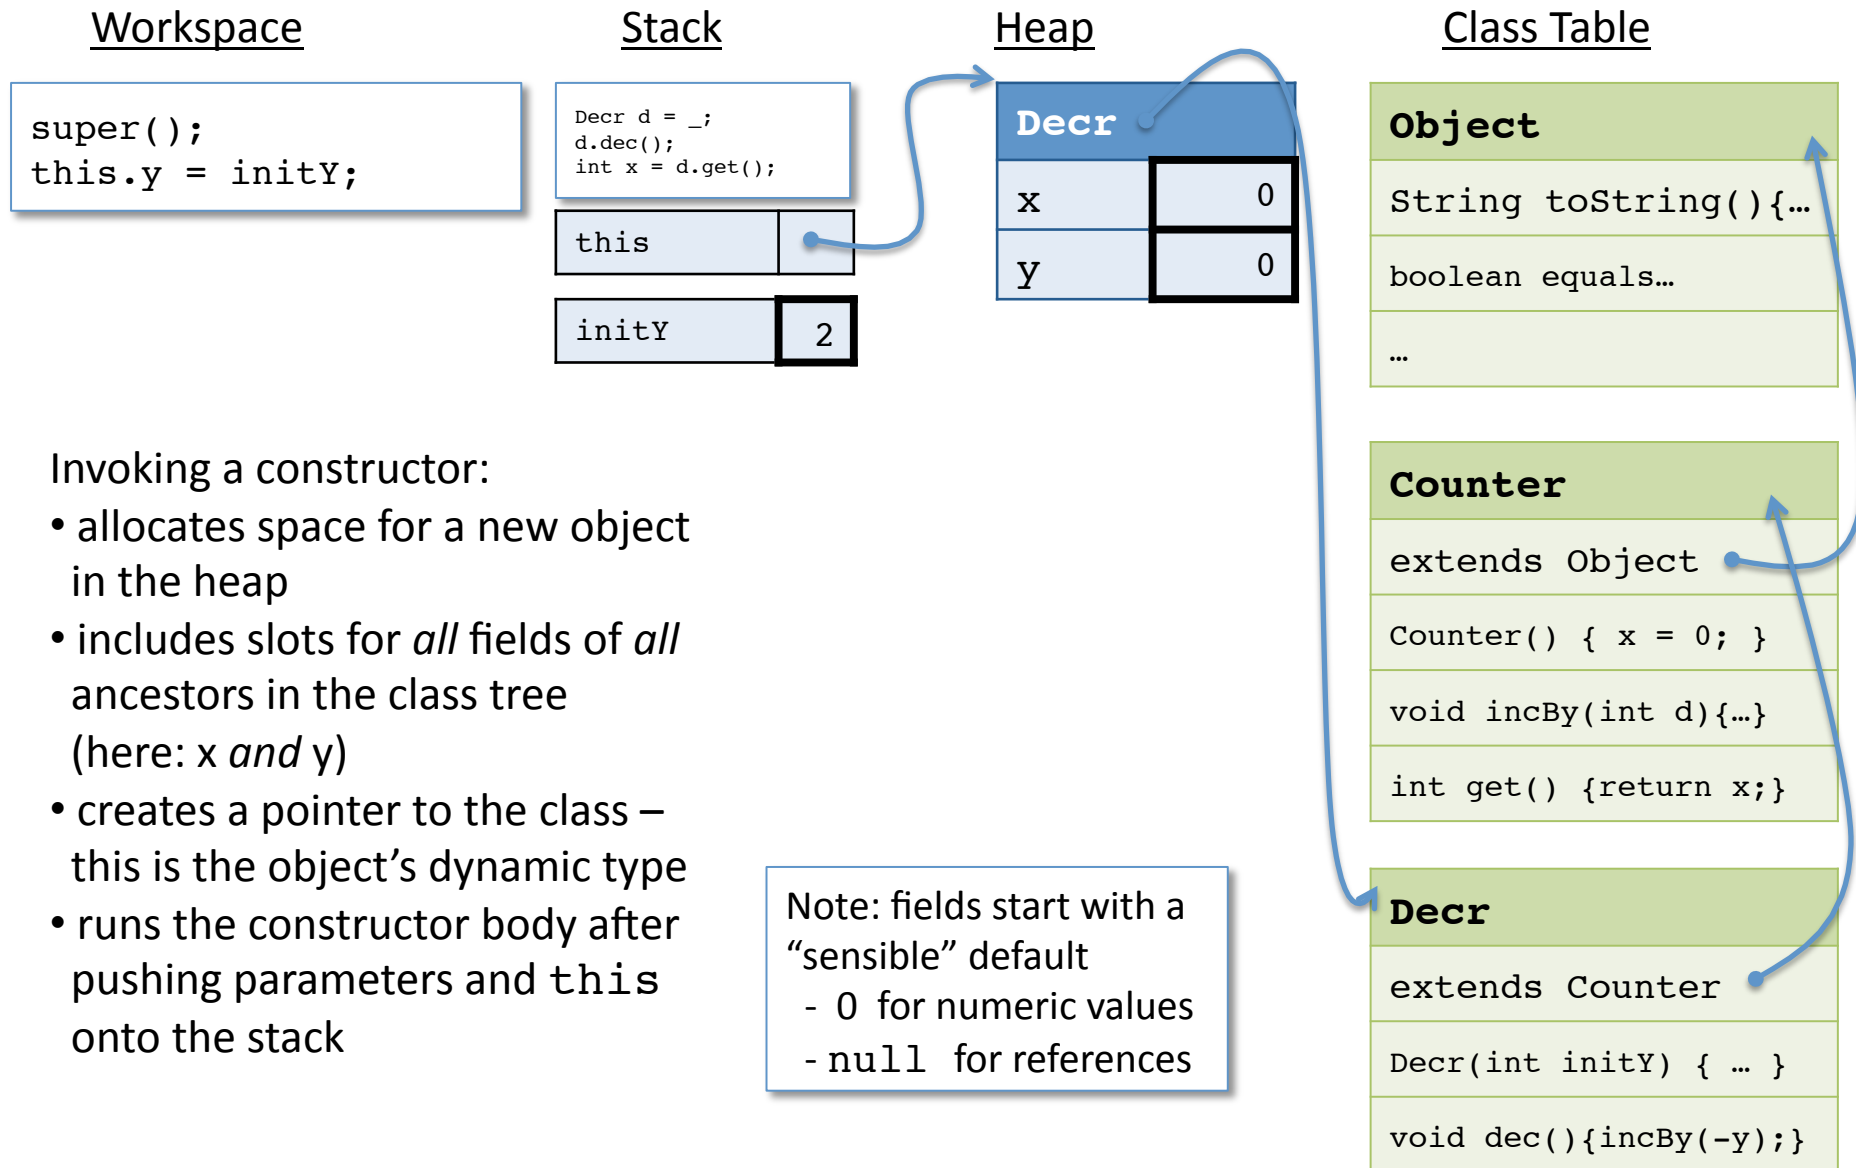 Workspace
Stack
Heap
Class Table
super();
this.y = initY;
Decr d = _;
d.dec();
int x = d.get();
this
initY 2
Decr
x 0
y 0
Object
String toString(){…
boolean equals…
…
Counter
extends Object
Counter() { x = 0; }
void incBy(int d){…}
int get() {return x;}
Decr
extends Counter
Decr(int initY) { … }
void dec(){incBy(-y);}
Invoking a constructor:
• allocates space for a new object
in the heap
• includes slots for all fields of all
ancestors in the class tree
(here: x and y)
• creates a pointer to the class –
this is the object’s dynamic type
• runs the constructor body after
pushing parameters and this
onto the stack
Note: fields start with a
“sensible” default
- 0 for numeric values
- null for references